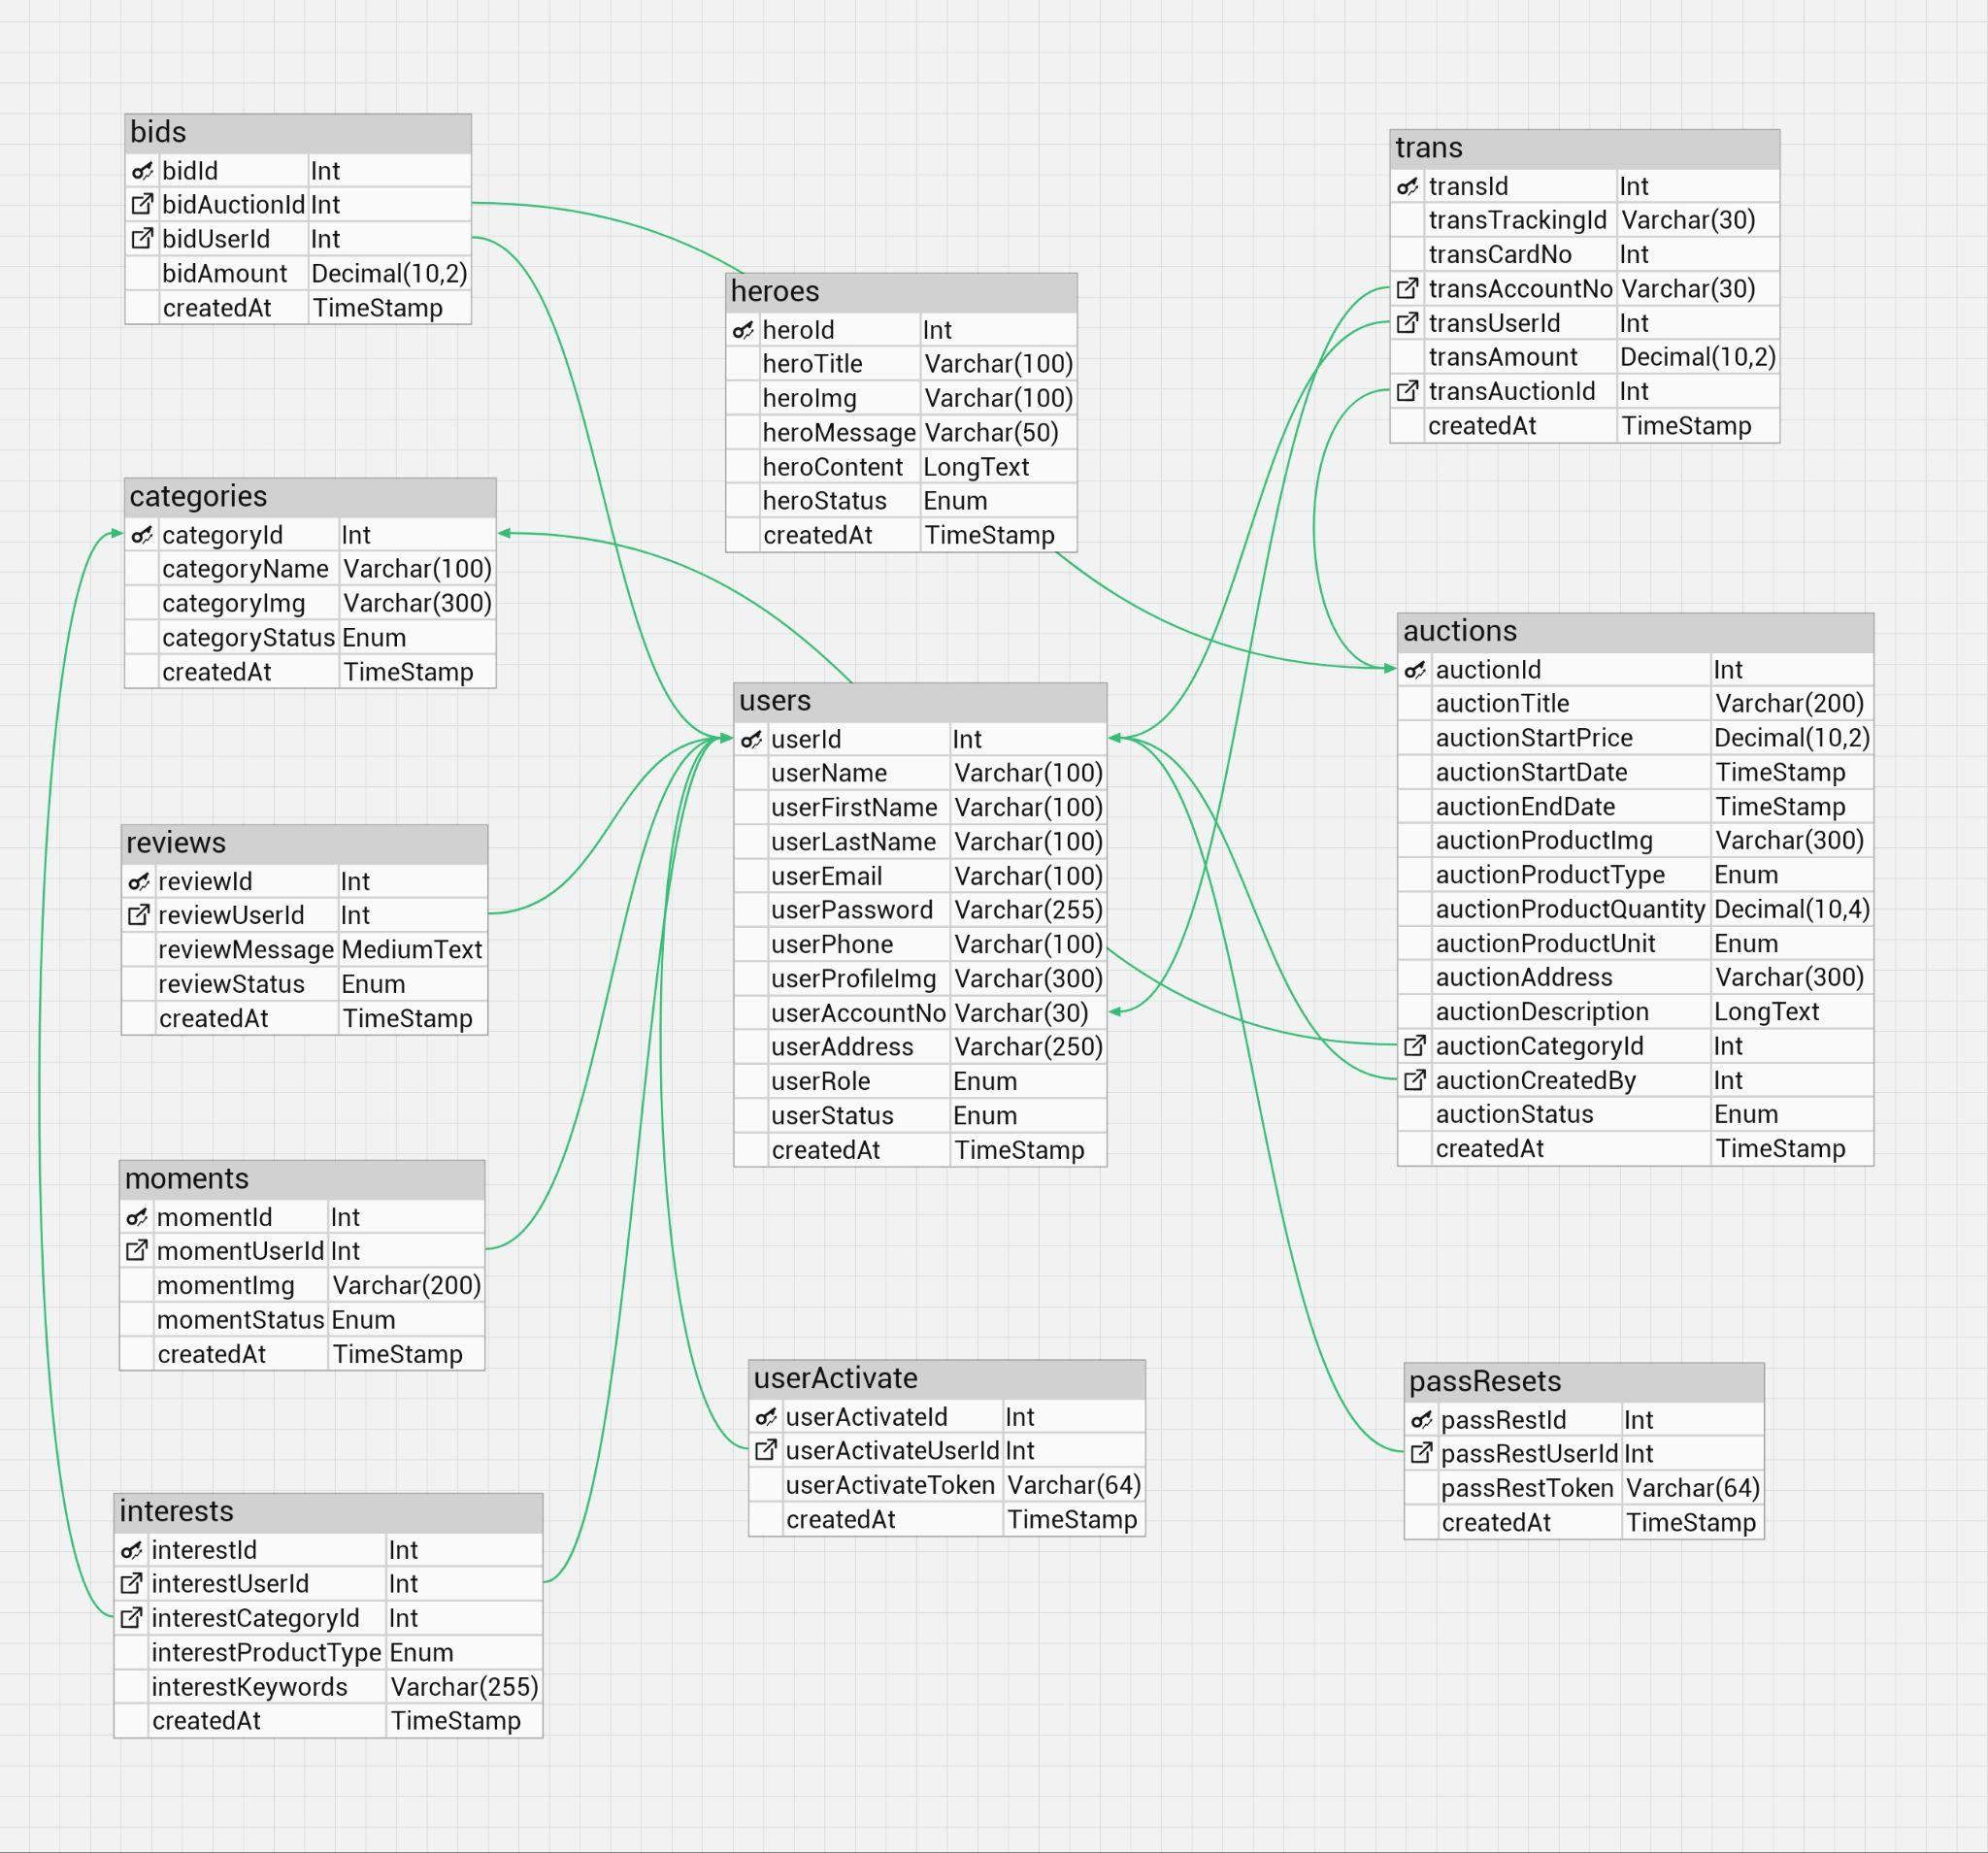 bids
bidId Int
bidAuctionId Int
bidUserId Int
bidAmount Decimal(10,2)
createdAt TimeStamp
trans
transId Int
transTrackingId Varchar(30)
transCardNo Int
transAccountNo Varchar(30)
transUserId Int
transAmount Decimal(10,2)
transAuctionId Int
createdAt TimeStamp
heroes
heroId Int
heroTitle Varchar(100)
heroImg Varchar(100)
heroMessage Varchar(50)
heroContent LongText
heroStatus Enum
createdAt TimeStamp
categories
categoryId Int
categoryName Varchar(100)
categoryImg Varchar(300)
categoryStatus Enum
createdAt TimeStamp
auctions
auctionId Int
auctionTitle Varchar(200)
auctionStartPrice Decimal(10,2)
auctionStartDate TimeStamp
auctionEndDate TimeStamp
auctionProductImg Varchar(300)
auctionProductType Enum
auctionProductQuantity Decimal(10,4)
auctionProductUnit Enum
auctionAddress Varchar(300)
auctionDescription LongText
auctionCategoryId Int
auctionCreatedBy Int
auctionStatus Enum
createdAt TimeStamp
users
userId Int
userName Varchar(100)
userFirstName Varchar(100)
userLastName Varchar(100)
userEmail Varchar(100)
userPassword Varchar(255)
userPhone Varchar(100)
userProfileImg Varchar(300)
userAccountNo Varchar(30)
userAddress Varchar(250)
userRole Enum
userStatus Enum
createdAt TimeStamp
reviews
reviewId Int
reviewUserId Int
reviewMessage MediumText
reviewStatus Enum
createdAt TimeStamp
moments
momentId Int
momentUserId Int
momentImg Varchar(200)
momentStatus Enum
createdAt TimeStamp
userActivate
userActivateId Int
userActivateUserId Int
userActivateToken Varchar(64)
createdAt TimeStamp
passResets
passRestId Int
passRestUserId Int
passRestToken Varchar(64)
createdAt TimeStamp
interests
interestId Int
interestUserId Int
interestCategoryId Int
interestProductType Enum
interestKeywords Varchar(255)
createdAt TimeStamp